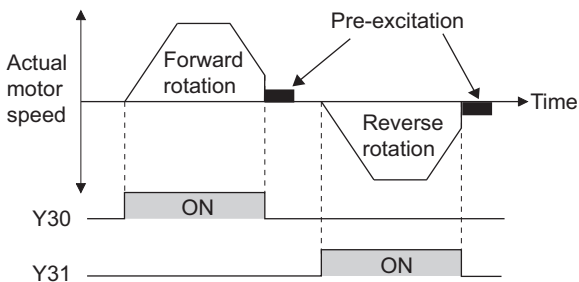 Pre-excitation
Actual
motor
speed
Forward
rotation
Time
Reverse
rotation
Y30
ON
Y31
ON